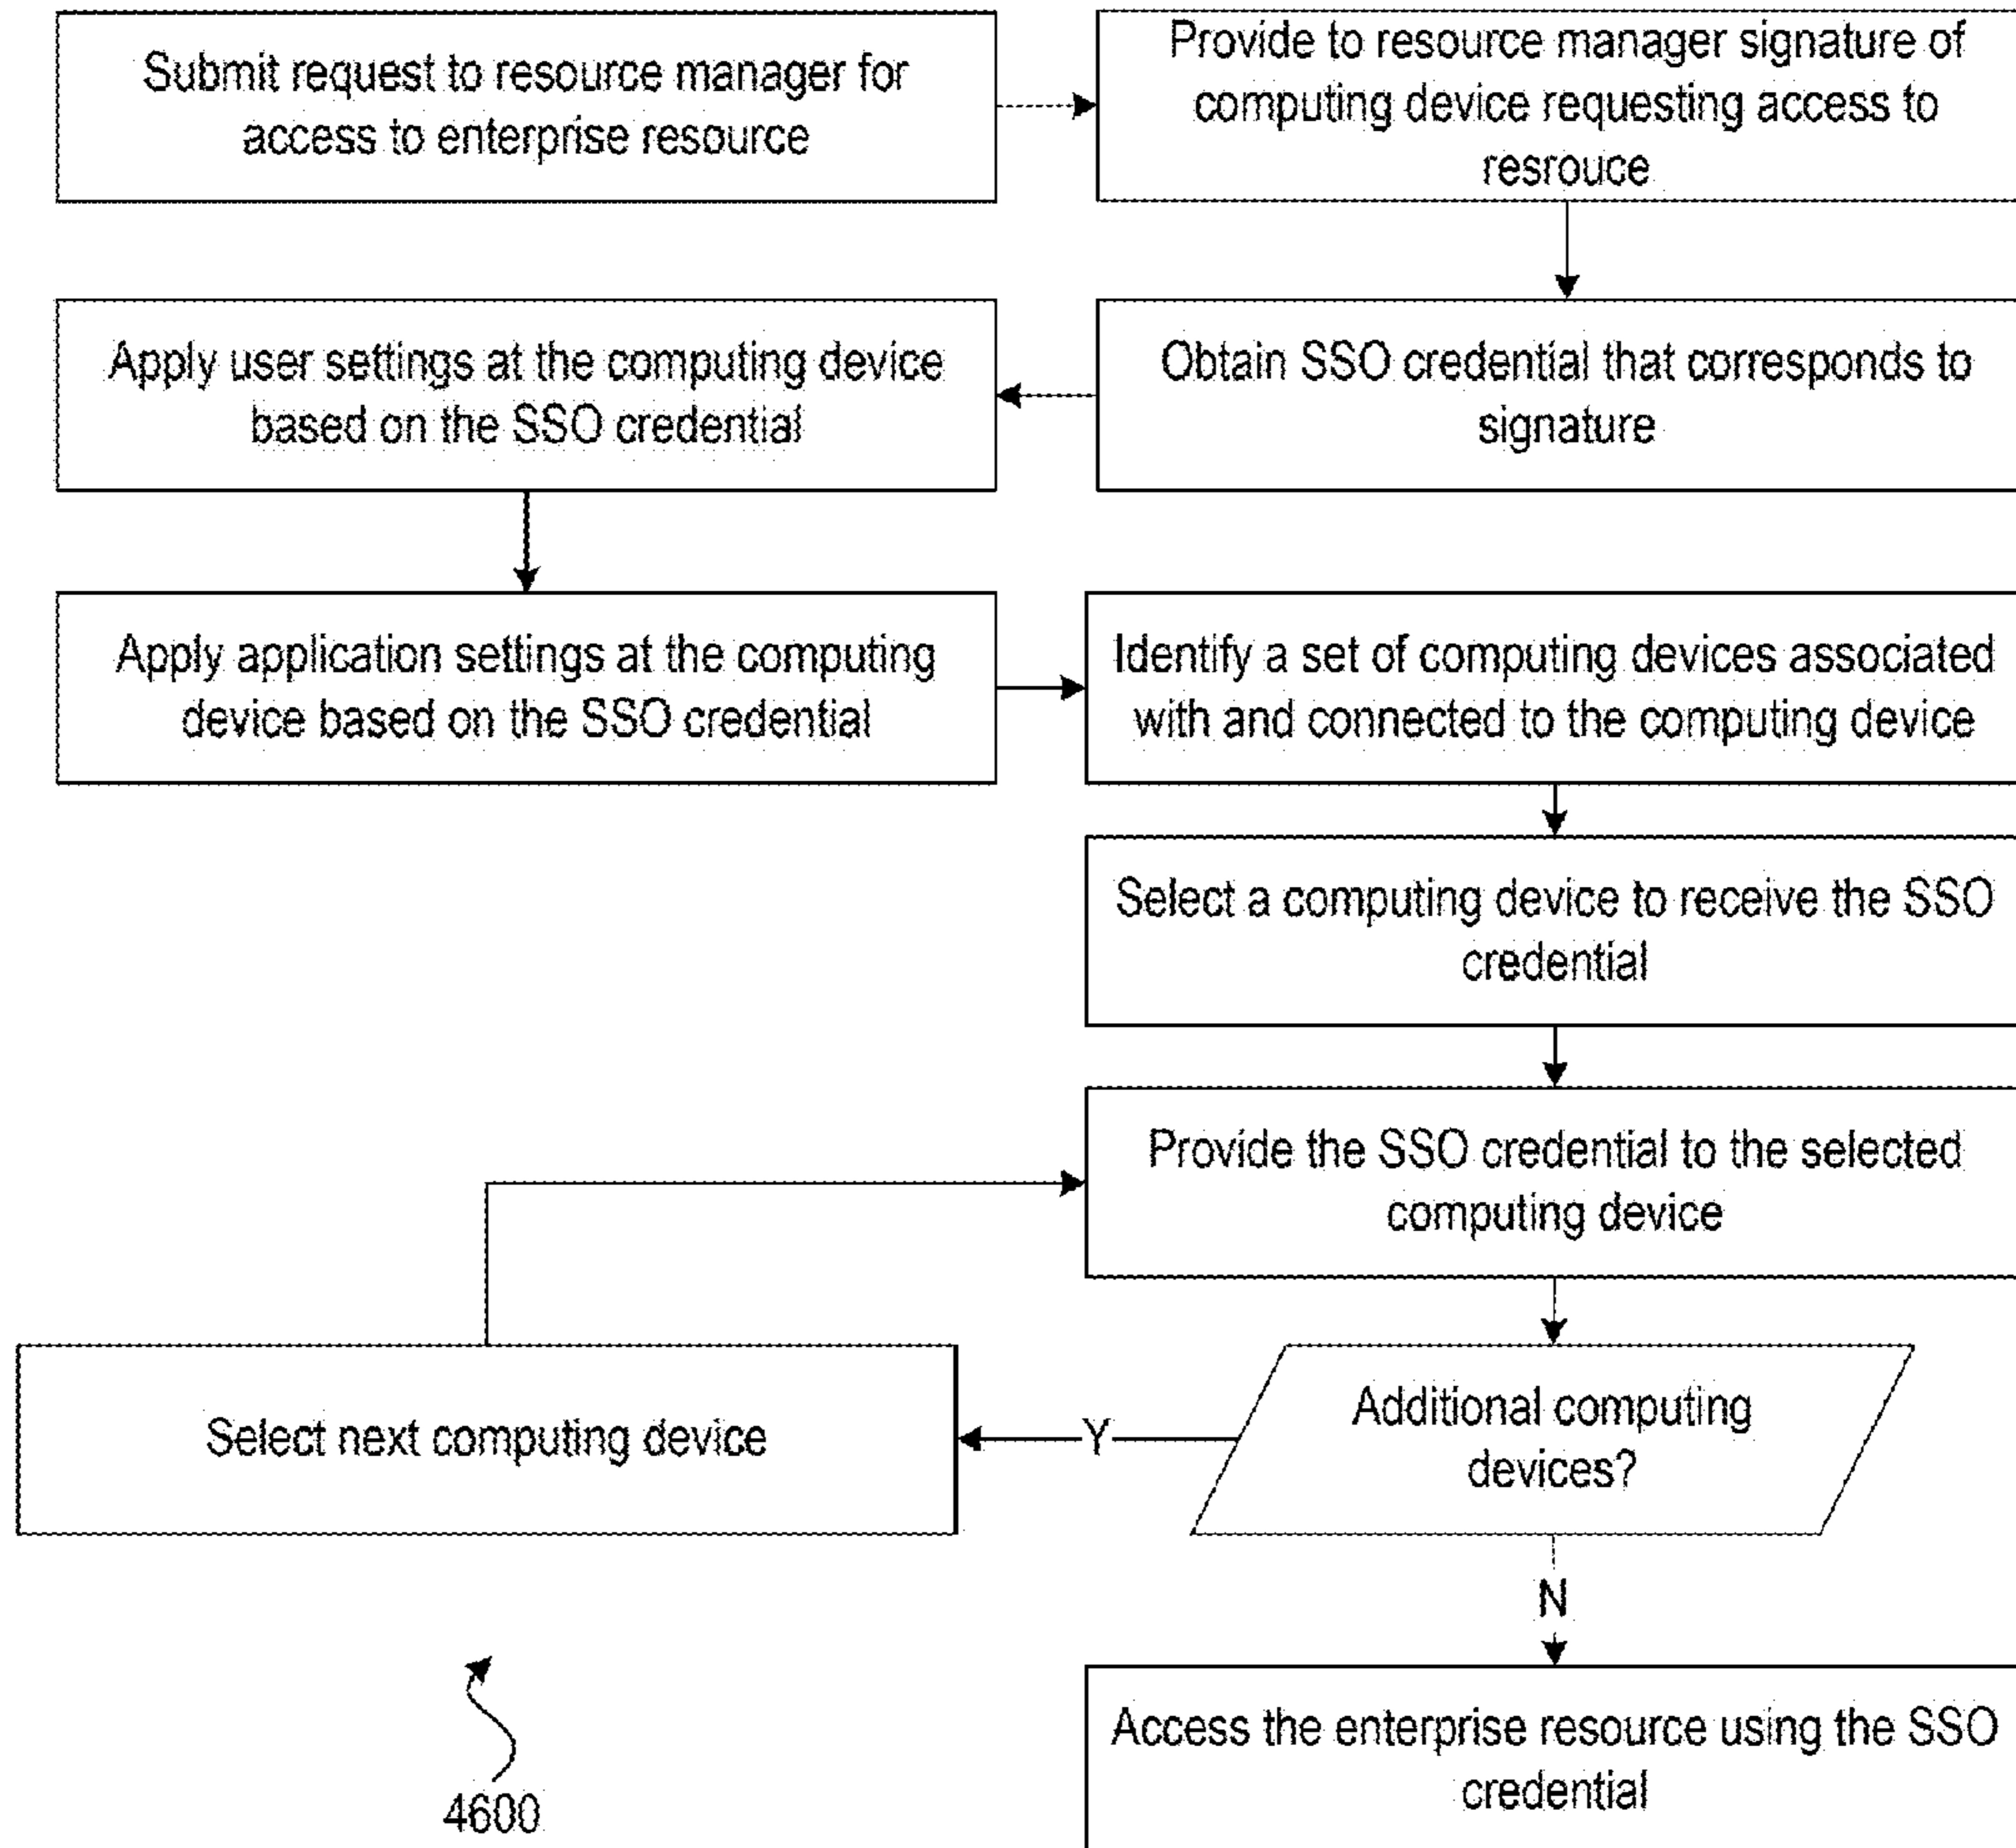 Submit request to resource manager for
access to enterprise resource
Provide to resource manager signature of
computing device requesting access to
resrouce
Obtain SSO credential that corresponds to
signature
Apply user settings at the computing device
based on the SSO credential
Apply application settings at the computing
device based on the SSO credential
Identify a set of computing devices associated
with and connected to the computing device
Select a computing device to receive the SSO
credential
Provide the SSO credential to the selected
computing device
Additional computing
devices?
Y
Select next computing device
N
Access the enterprise resource using the SSO
credential
4600